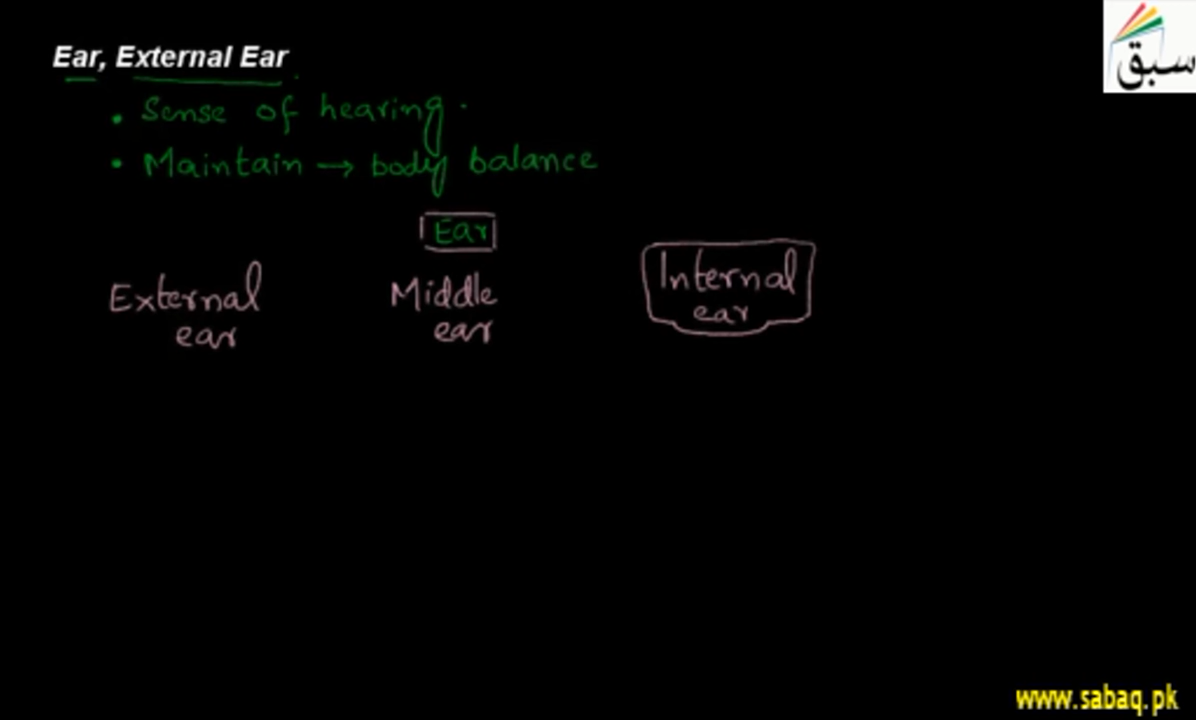 Ear, External Ear
سبق
• Sense of hearing.
• Maintain → body balance
Ear
External ear
Middle ear
Internal ear
www.sabaq.pk